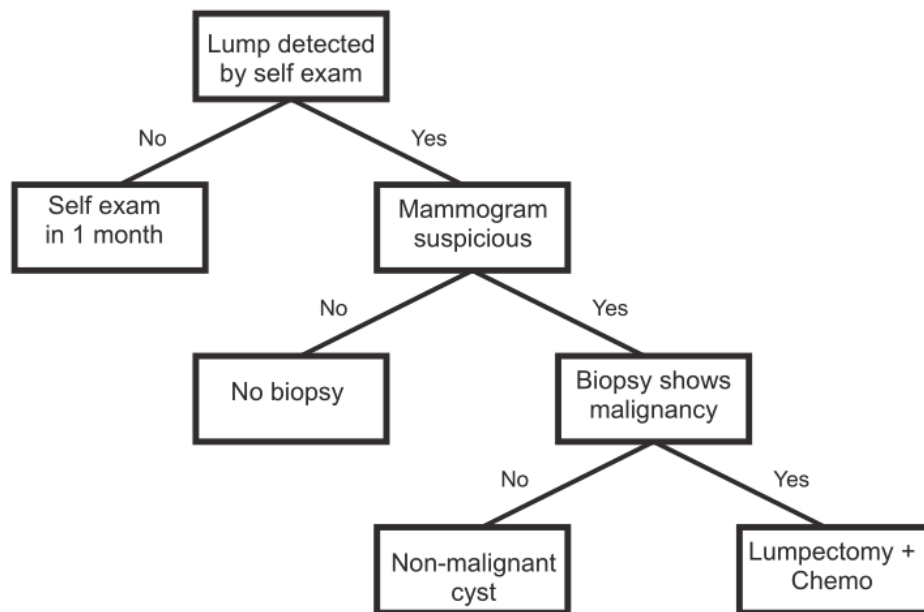 Lump detected
by self exam
No
Yes
Self exam
in 1 month
Mammogram
suspicious
No
Yes
No biopsy
Biopsy shows
malignancy
No
Yes
Non-malignant
cyst
Lumpectomy +
Chemo